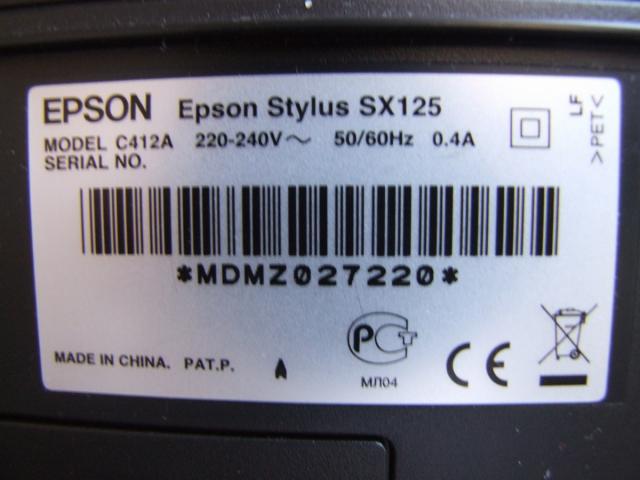 EPSON Epson Stylus SX125
MODEL C412A 220-240V～ 50/60Hz 0.4A
SERIAL NO.
LF
>PET<
*MDMZ027220*
MADE IN CHINA. PAT.P. A
РСТ
МЛ04
CE